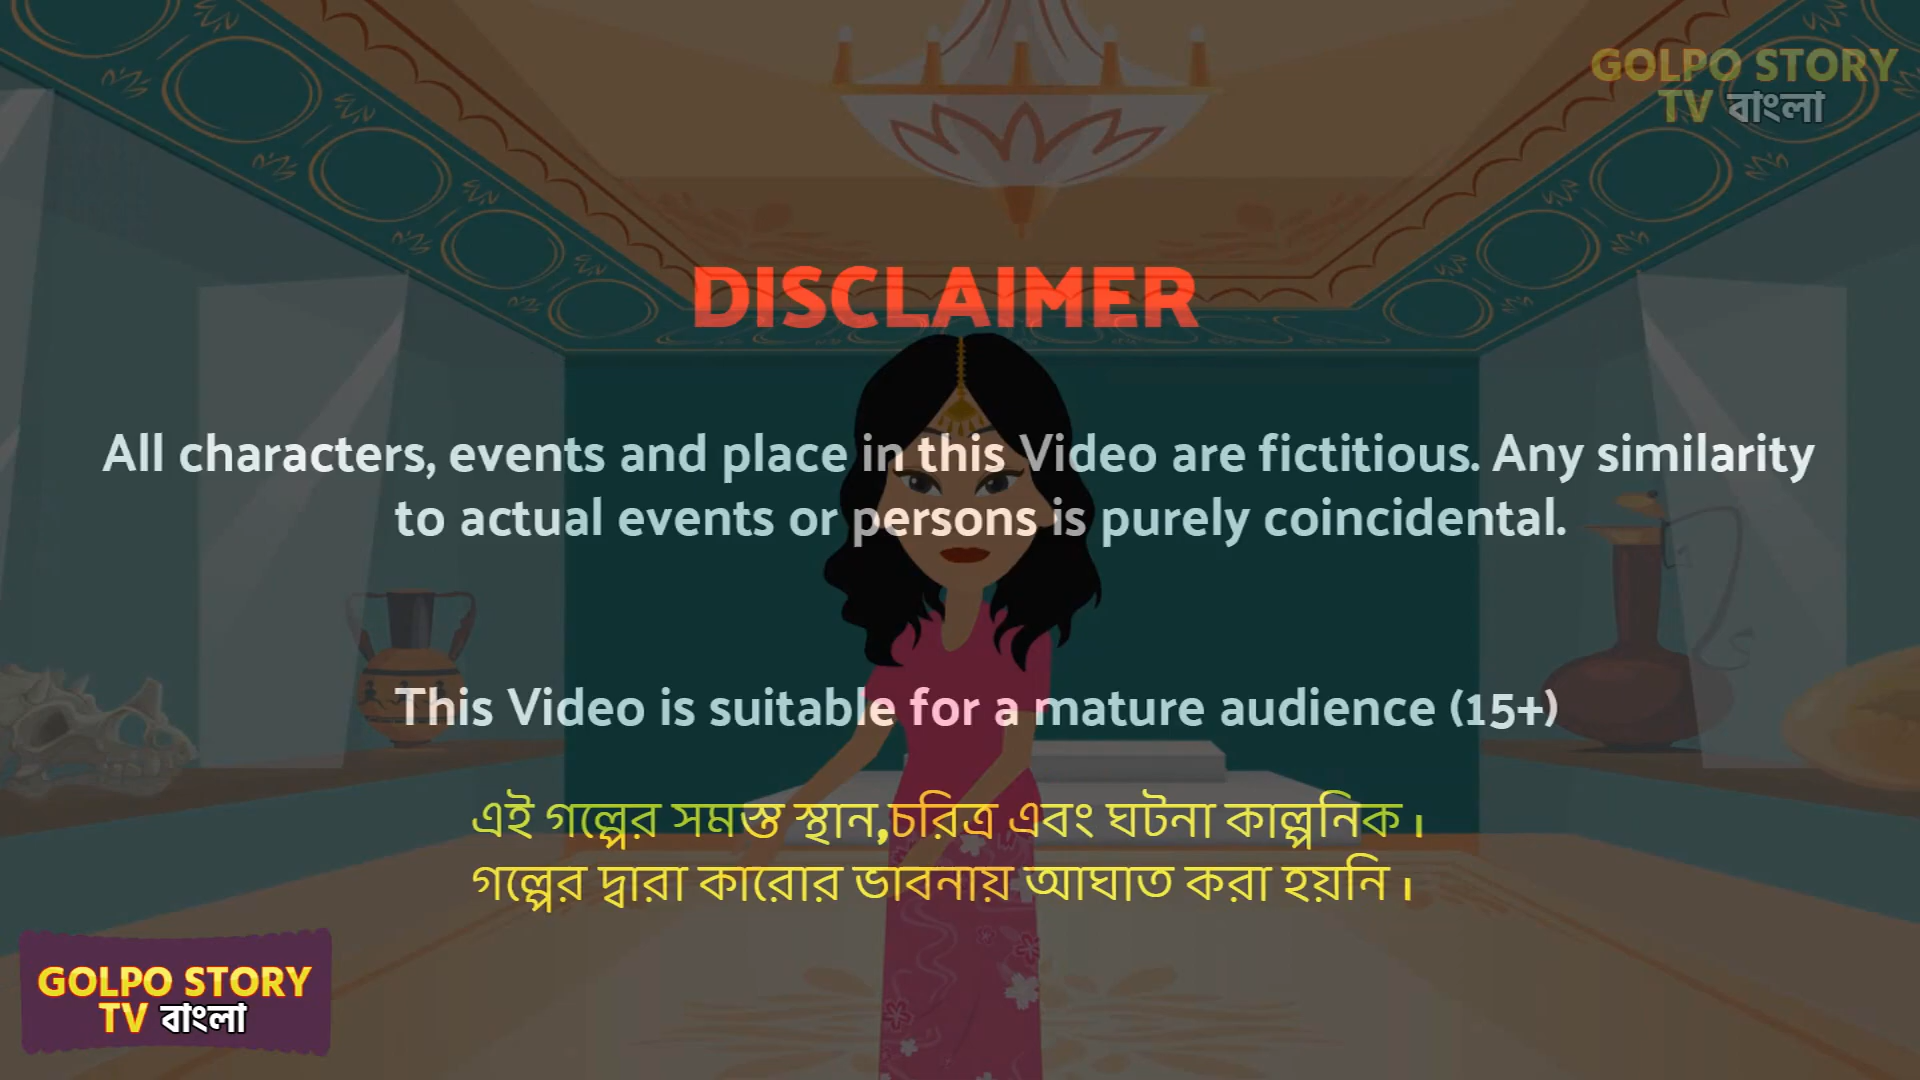 GOLPO STORY
TV বাংলা
DISCLAIMER
All characters, events and place in this Video are fictitious. Any similarity
to actual events or persons is purely coincidental.
This Video is suitable for a mature audience (15+)
এই গল্পের সমস্ত স্থান,চরিত্র এবং ঘটনা কাল্পনিক ।
গল্পের দ্বারা কারোর ভাবনায় আঘাত করা হয়নি ।
GOLPO STORY
TV বাংলা